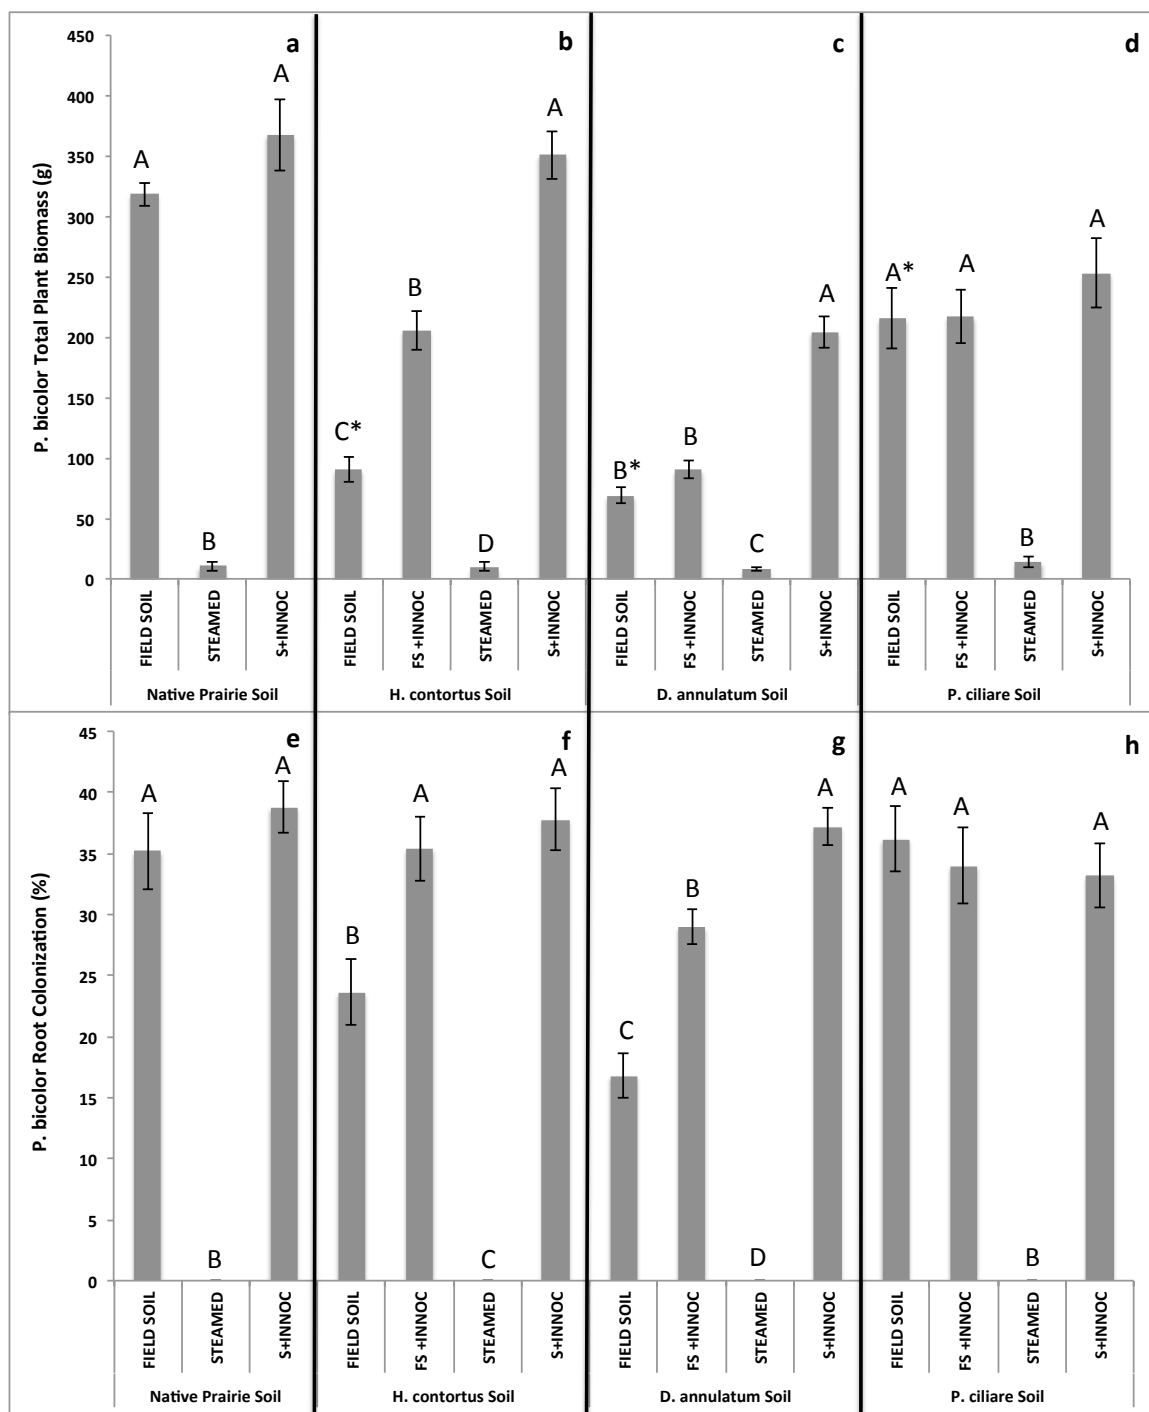 a
b
c
d
P. bicolor Total Plant Biomass (g)
450
400
350
300
250
200
150
100
50
0
A
B
A
C*
B
D
A
B*
B
C
A
A*
A
B
A
FIELD SOIL
STEAMED
S+INNOC
FIELD SOIL
FS +INNOC
STEAMED
S+INNOC
FIELD SOIL
FS +INNOC
STEAMED
S+INNOC
FIELD SOIL
FS +INNOC
STEAMED
S+INNOC
Native Prairie Soil
H. contortus Soil
D. annulatum Soil
P. ciliare Soil
e
f
g
h
P. bicolor Root Colonization (%)
45
40
35
30
25
20
15
10
5
0
A
B
A
B
A
C
A
C
B
D
A
A
A
B
A
FIELD SOIL
STEAMED
S+INNOC
FIELD SOIL
FS +INNOC
STEAMED
S+INNOC
FIELD SOIL
FS +INNOC
STEAMED
S+INNOC
FIELD SOIL
FS +INNOC
STEAMED
S+INNOC
Native Prairie Soil
H. contortus Soil
D. annulatum Soil
P. ciliare Soil